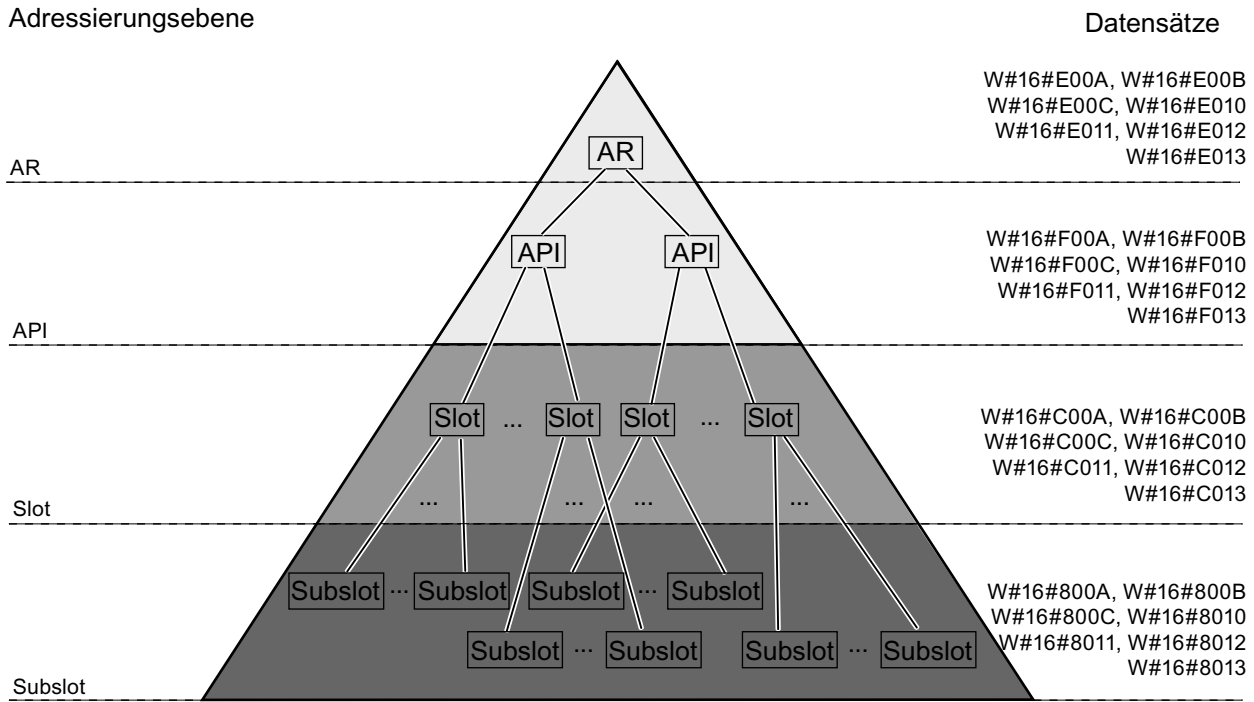 Adressierungsebene
Datensätze
W#16#E00A, W#16#E00B
W#16#E00C, W#16#E010
W#16#E011, W#16#E012
W#16#E013
AR
AR
API API
W#16#F00A, W#16#F00B
W#16#F00C, W#16#F010
W#16#F011, W#16#F012
W#16#F013
API
Slot ... Slot Slot ... Slot
W#16#C00A, W#16#C00B
W#16#C00C, W#16#C010
W#16#C011, W#16#C012
W#16#C013
... ... ... ...
Slot
Subslot ... Subslot Subslot ... Subslot
Subslot ... Subslot Subslot ... Subslot
W#16#800A, W#16#800B
W#16#800C, W#16#8010
W#16#8011, W#16#8012
W#16#8013
Subslot